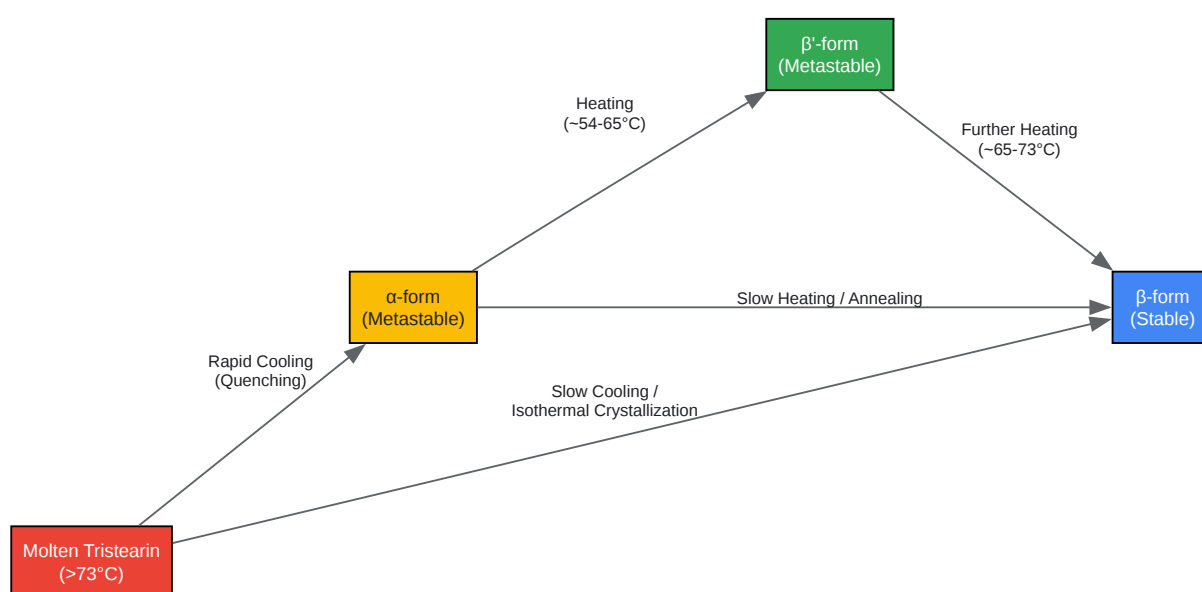 β'-form
(Metastable)
Heating
(~54-65°C)
Further Heating
(~65-73°C)
α-form
(Metastable)
Slow Heating / Annealing
β-form
(Stable)
Rapid Cooling
(Quenching)
Slow Cooling /
Isothermal Crystallization
Molten Tristearin
(>73°C)